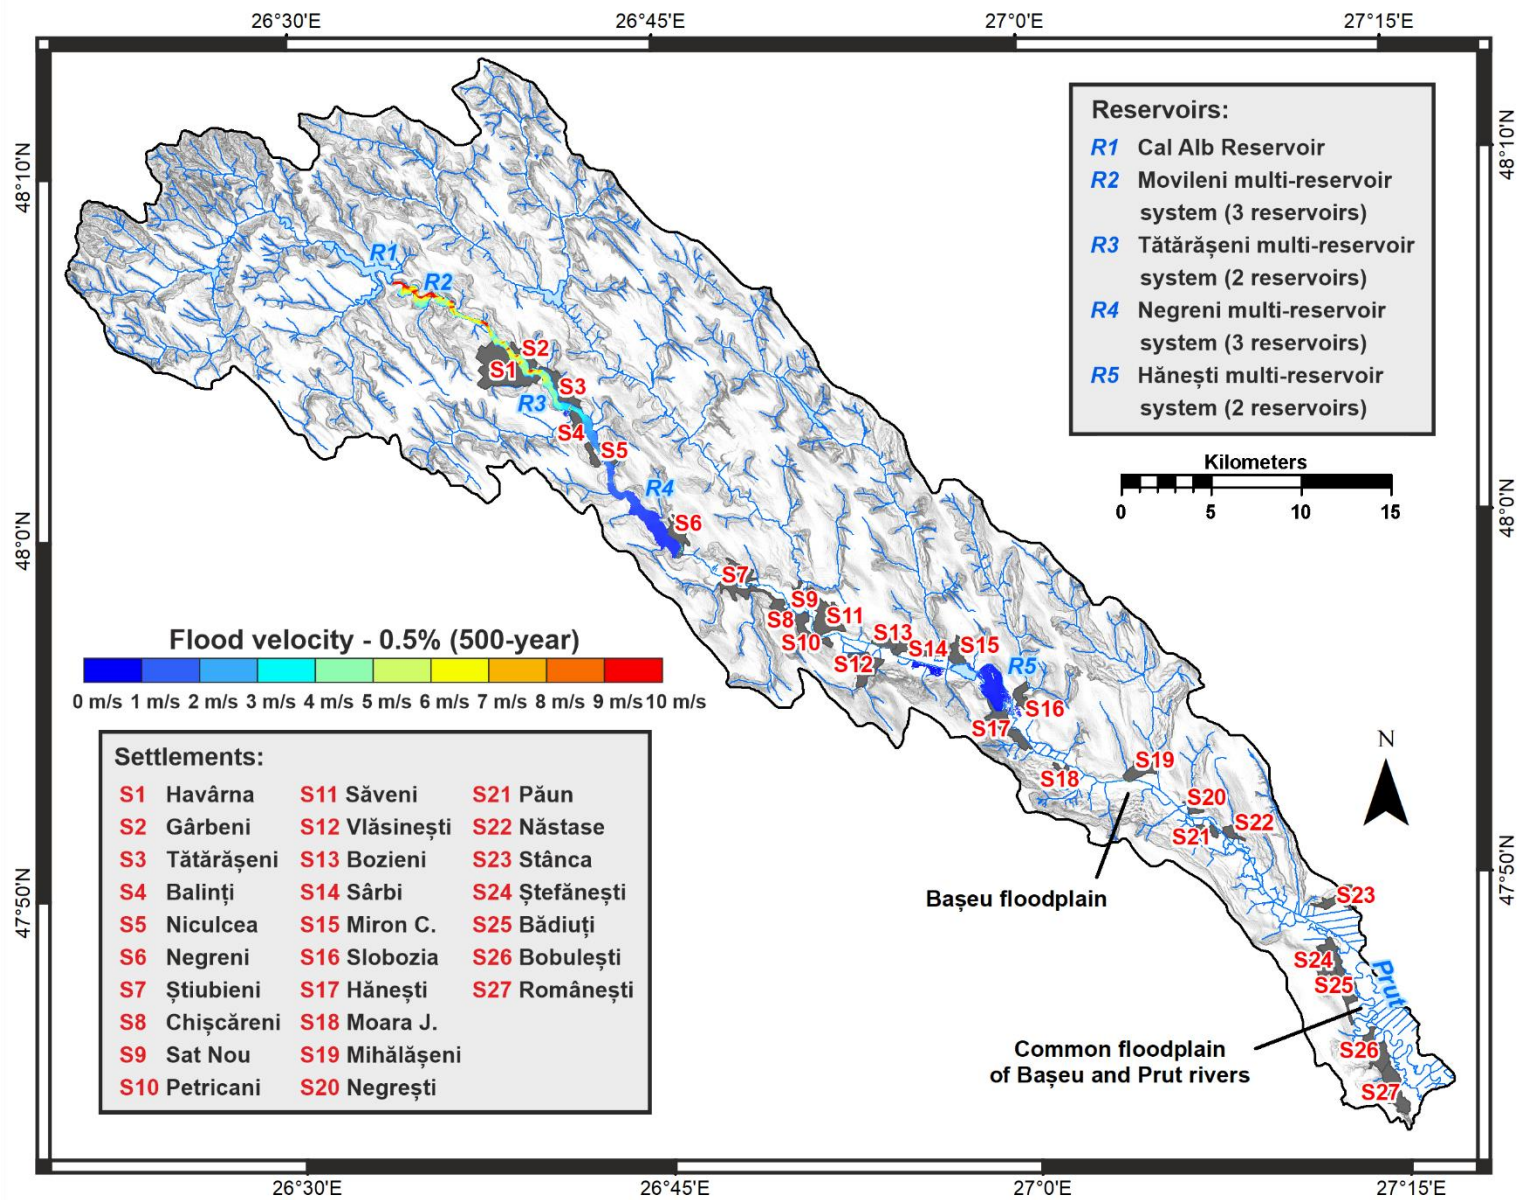 26°30'E 26°45'E 27°0'E 27°15'E
48°10'N
48°10'N
48°0'N
48°0'N
47°50'N
47°50'N
Reservoirs:
R1 Cal Alb Reservoir
R2 Movileni multi-reservoir
system (3 reservoirs)
R3 Tătărășeni multi-reservoir
system (2 reservoirs)
R4 Negreni multi-reservoir
system (3 reservoirs)
R5 Hănești multi-reservoir
system (2 reservoirs)
Kilometers
0 5 10 15
R1
R2
S2
S1
S3
R3
S4
S5
R4
S6
S7
S9
S8
S11
S10
S13
S14
S15
S12
R5
S16
S17
S18
S19
S20
S21
S22
S23
S24
S25
S26
S27
Prut
N
Bașeu floodplain
Common floodplain
of Bașeu and Prut rivers
Flood velocity - 0.5% (500-year)
0 m/s 1 m/s 2 m/s 3 m/s 4 m/s 5 m/s 6 m/s 7 m/s 8 m/s 9 m/s 10 m/s
Settlements:
S1 Havârna S11 Săveni S21 Păun
S2 Gârbeni S12 Vlăsinești S22 Năstase
S3 Tătărășeni S13 Bozieni S23 Stânca
S4 Balinți S14 Sârbi S24 Ștefănești
S5 Niculcea S15 Miron C. S25 Bădiuți
S6 Negreni S16 Slobozia S26 Bobulești
S7 Știubieni S17 Hănești S27 Românești
S8 Chișcăreni S18 Moara J.
S9 Sat Nou S19 Mihălășeni
S10 Petricani S20 Negrești
26°30'E 26°45'E 27°0'E 27°15'E